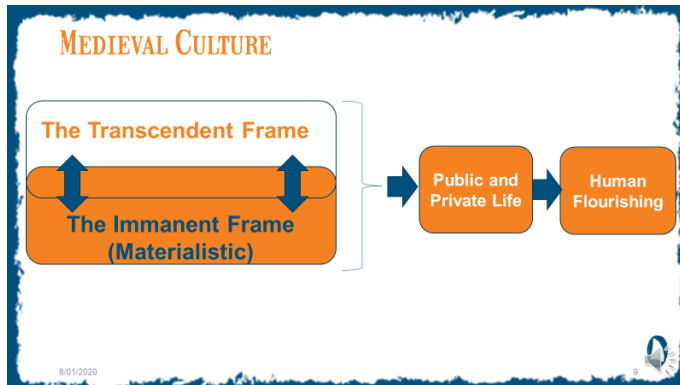 MEDIEVAL CULTURE
The Transcendent Frame
The Immanent Frame
(Materialistic)
Public and
Private Life
Human
Flourishing
8/01/2020
9